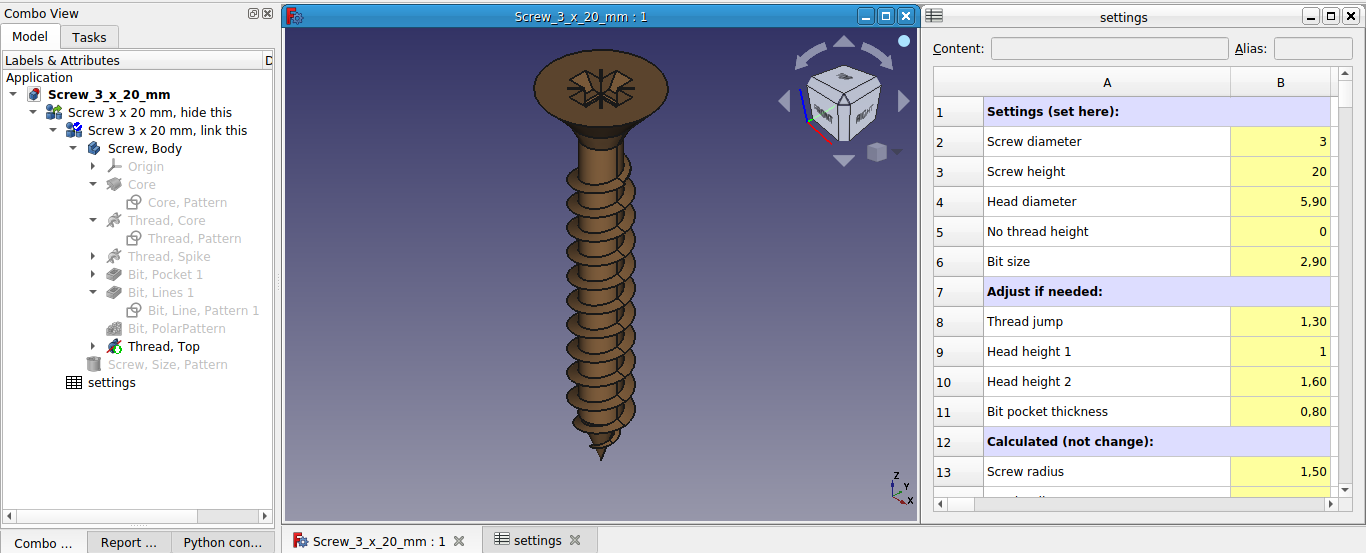 Combo View
Model
Tasks
Labels & Attributes
D
Application
Screw_3_x_20_mm
Screw 3 x 20 mm, hide this
Screw 3 x 20 mm, link this
Screw, Body
Origin
Core
Core, Pattern
Thread, Core
Thread, Pattern
Thread, Spike
Bit, Pocket 1
Bit, Lines 1
Bit, Line, Pattern 1
Bit, PolarPattern
Thread, Top
Screw, Size, Pattern
settings
Combo ...
Report ...
Python con...
Screw_3_x_20_mm : 1
FRONT
RIGHT
Z
Y
X
Screw_3_x_20_mm : 1
settings
settings
Content:
Alias:
A B
1 Settings (set here):
2 Screw diameter 3
3 Screw height 20
4 Head diameter 5,90
5 No thread height 0
6 Bit size 2,90
7 Adjust if needed:
8 Thread jump 1,30
9 Head height 1 1
10 Head height 2 1,60
11 Bit pocket thickness 0,80
12 Calculated (not change):
13 Screw radius 1,50